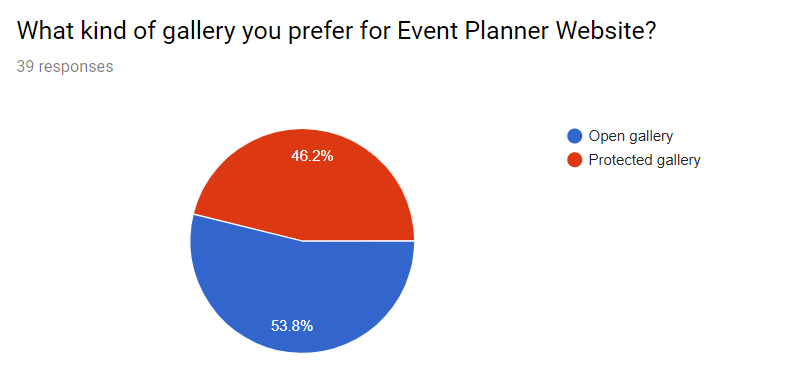 What kind of gallery you prefer for Event Planner Website?
39 responses
46.2%
53.8%
Open gallery
Protected gallery